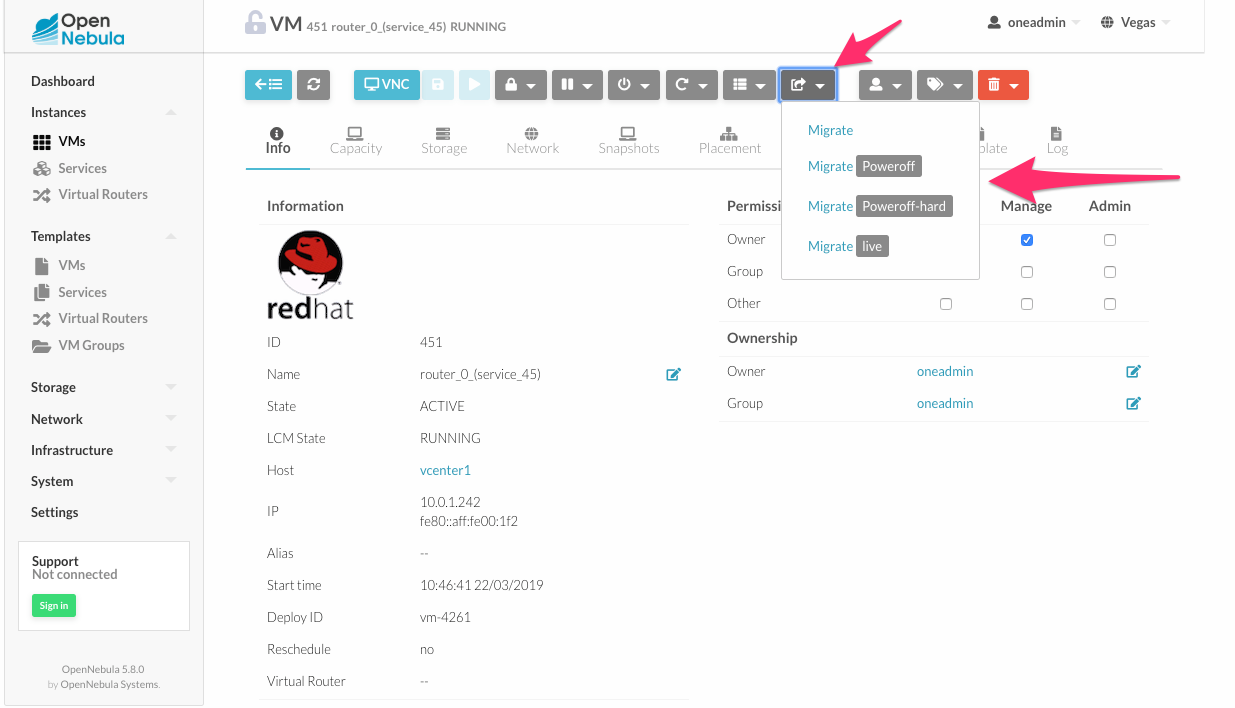 Open
Nebula
VM 451 router_0_(service_45) RUNNING
oneadmin
Vegas
Dashboard
Instances
VMs
Services
Virtual Routers
Templates
VMs
Services
Virtual Routers
VM Groups
Storage
Network
Infrastructure
System
Settings
Support
Not connected
Sign in
OpenNebula 5.8.0
by OpenNebula Systems.
VNC
Info
Capacity
Storage
Network
Snapshots
Placement
Log
Migrate
Migrate Poweroff
Migrate Poweroff-hard
Migrate live
Information
redhat
ID 451
Name router_0_(service_45)
State ACTIVE
LCM State RUNNING
Host vcenter1
IP 10.0.1.242
fe80::aff:fe00:1f2
Alias --
Start time 10:46:41 22/03/2019
Deploy ID vm-4261
Reschedule no
Virtual Router --
Manage Admin
Owner
Group
Other
Ownership
Owner oneadmin
Group oneadmin